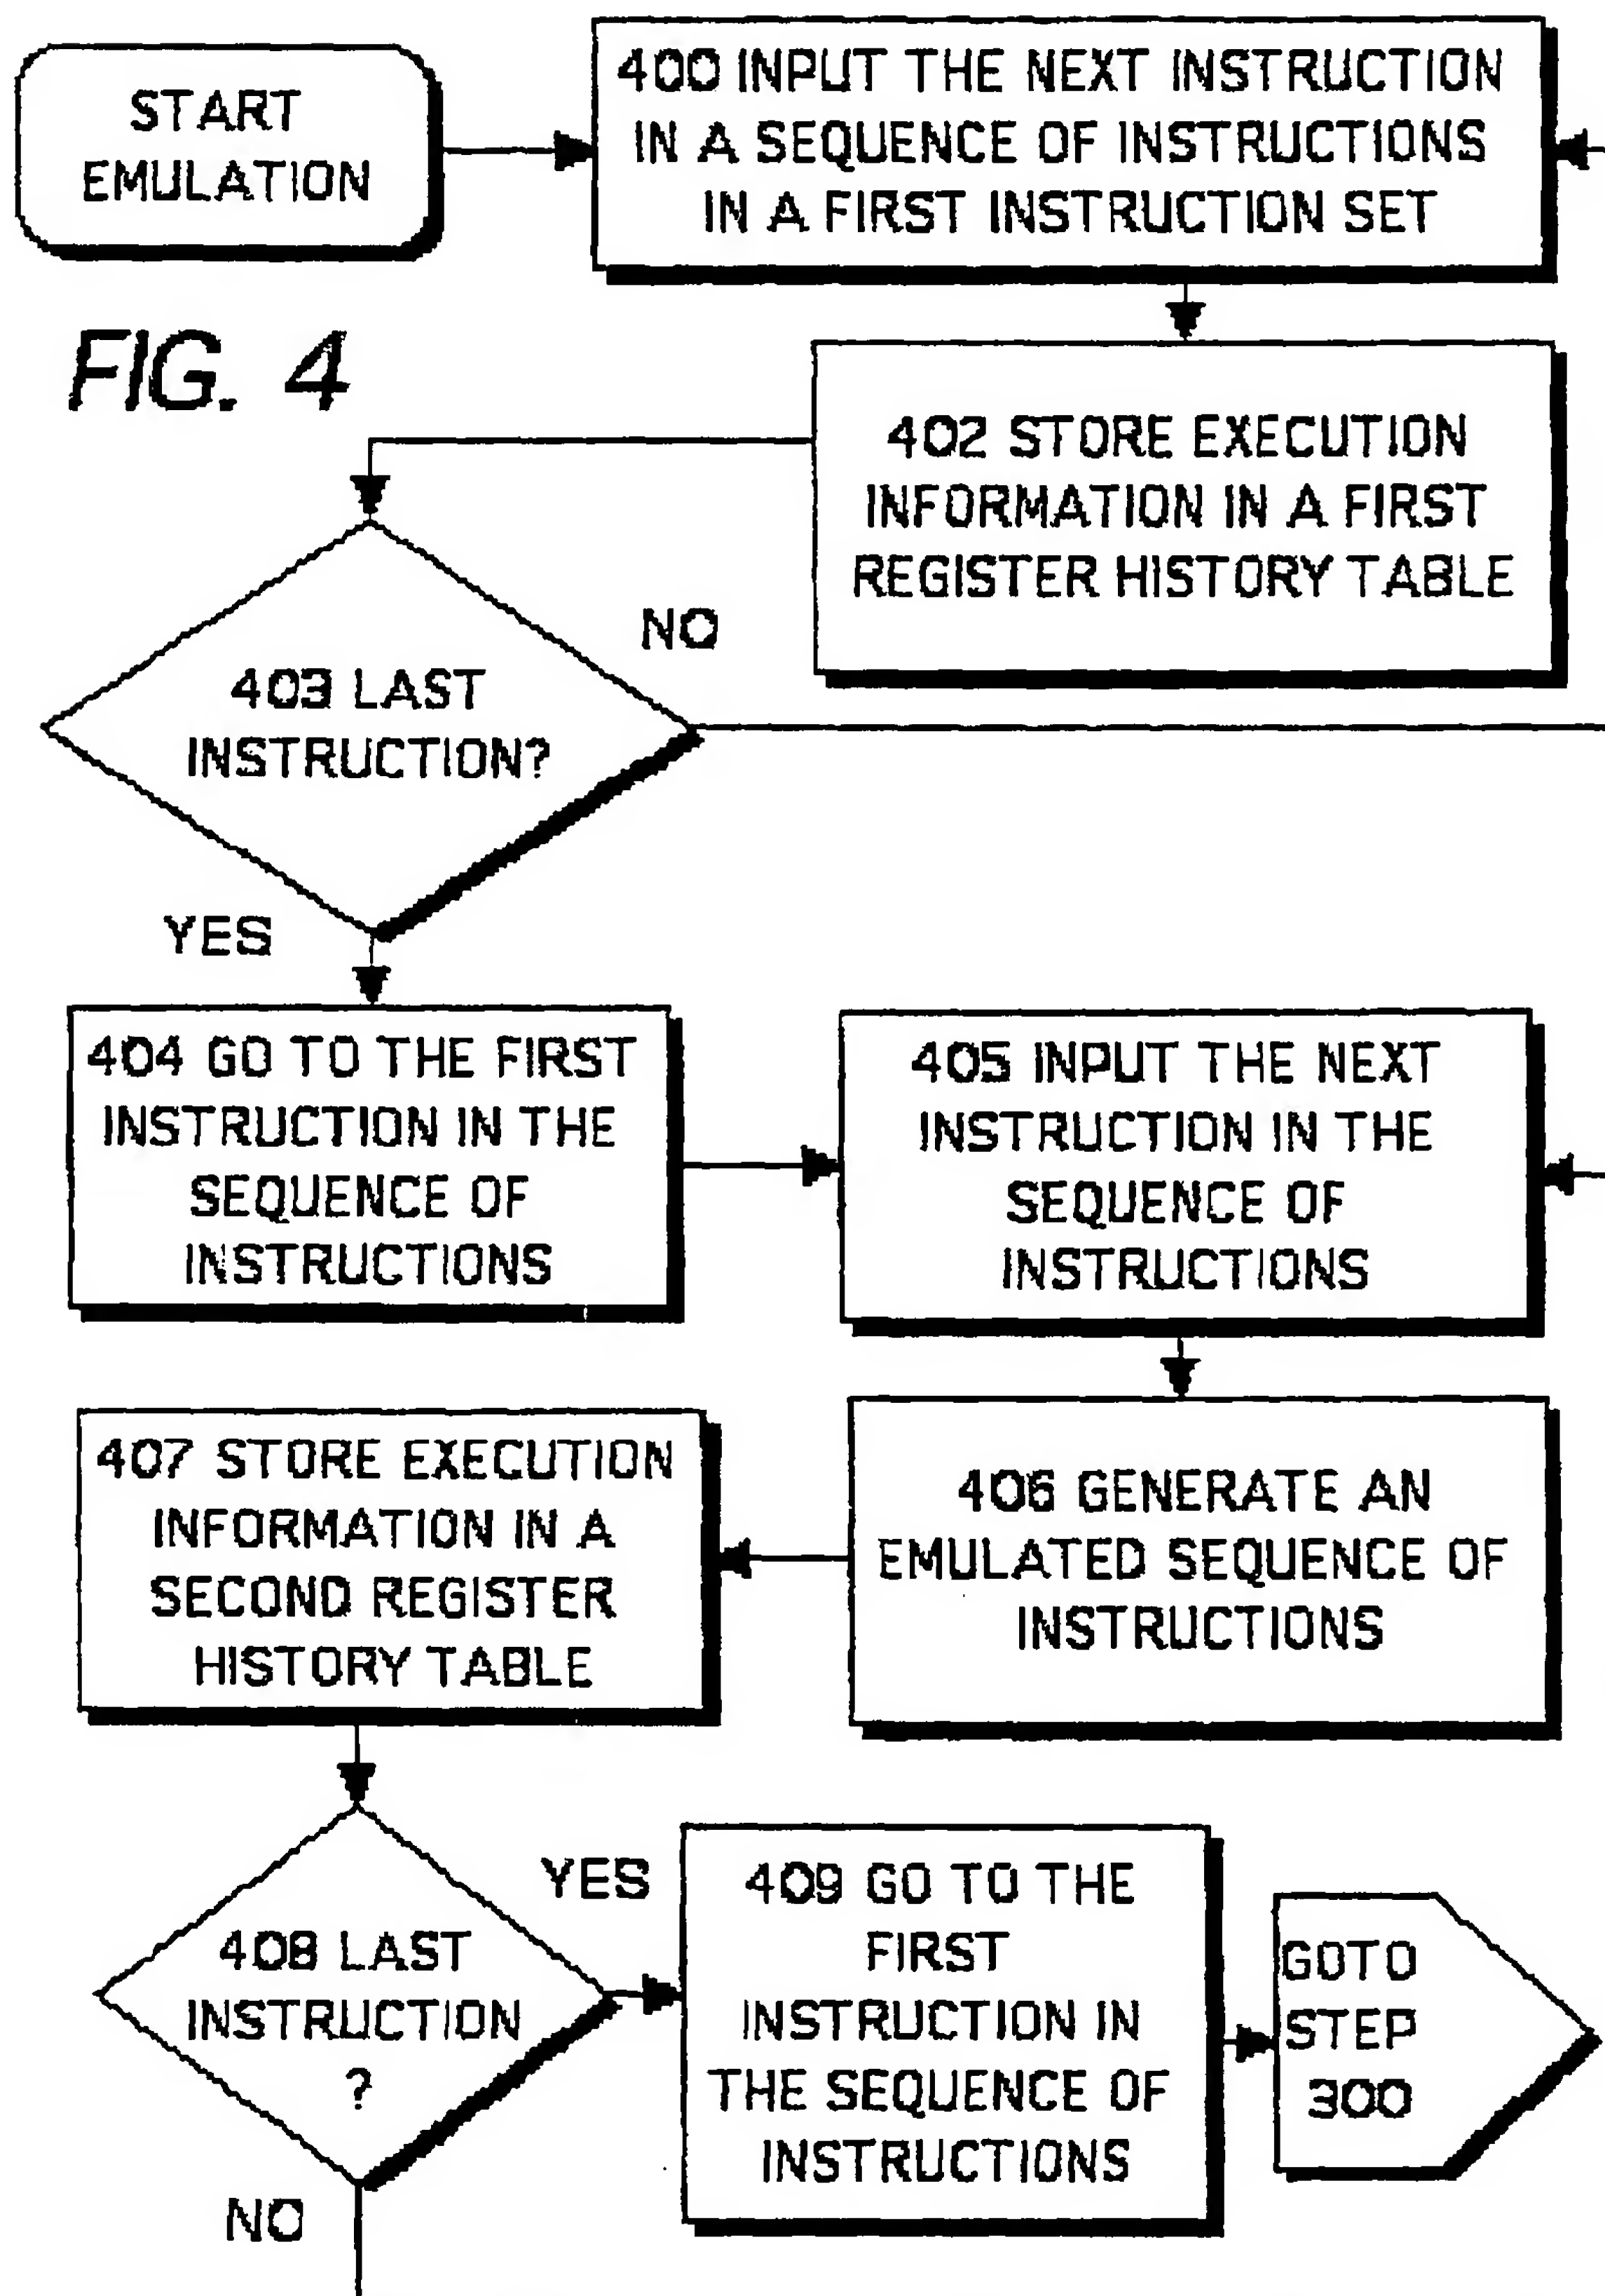 START
EMULATION
400 INPUT THE NEXT INSTRUCTION
IN A SEQUENCE OF INSTRUCTIONS
IN A FIRST INSTRUCTION SET
FIG. 4
402 STORE EXECUTION
INFORMATION IN A FIRST
REGISTER HISTORY TABLE
NO
403 LAST
INSTRUCTION?
YES
404 GO TO THE FIRST
INSTRUCTION IN THE
SEQUENCE OF
INSTRUCTIONS
405 INPUT THE NEXT
INSTRUCTION IN THE
SEQUENCE OF
INSTRUCTIONS
406 GENERATE AN
EMULATED SEQUENCE OF
INSTRUCTIONS
407 STORE EXECUTION
INFORMATION IN A
SECOND REGISTER
HISTORY TABLE
408 LAST
INSTRUCTION
?
YES
NO
409 GO TO THE
FIRST
INSTRUCTION IN
THE SEQUENCE OF
INSTRUCTIONS
GOTO
STEP
300